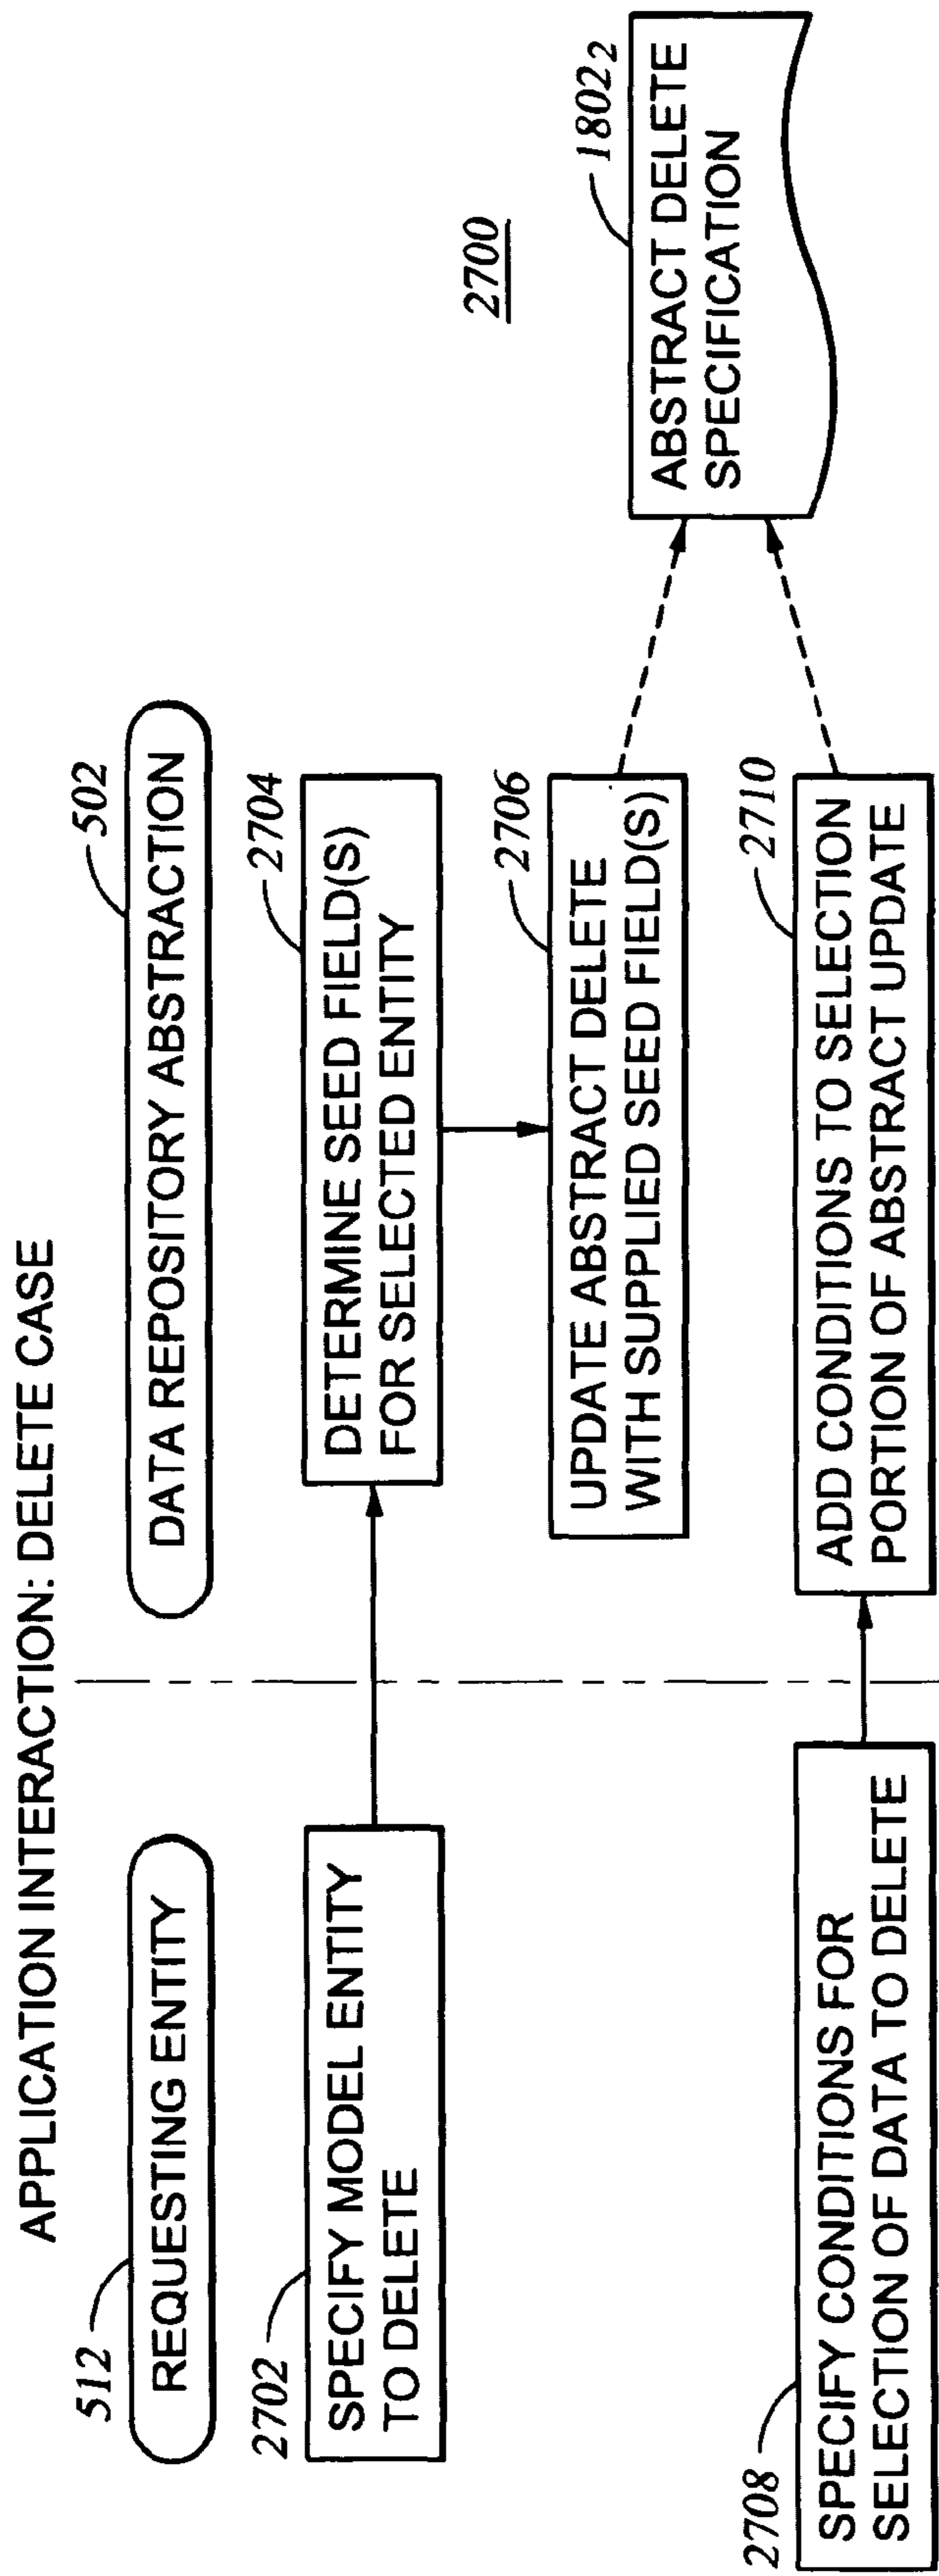 APPLICATION INTERACTION: DELETE CASE
512
REQUESTING ENTITY
502
DATA REPOSITORY ABSTRACTION
2702
SPECIFY MODEL ENTITY
TO DELETE
2704
DETERMINE SEED FIELD(S)
FOR SELECTED ENTITY
2700
2706
UPDATE ABSTRACT DELETE
WITH SUPPLIED SEED FIELD(S)
1802₂
ABSTRACT DELETE
SPECIFICATION
2708
SPECIFY CONDITIONS FOR
SELECTION OF DATA TO DELETE
2710
ADD CONDITIONS TO SELECTION
PORTION OF ABSTRACT UPDATE